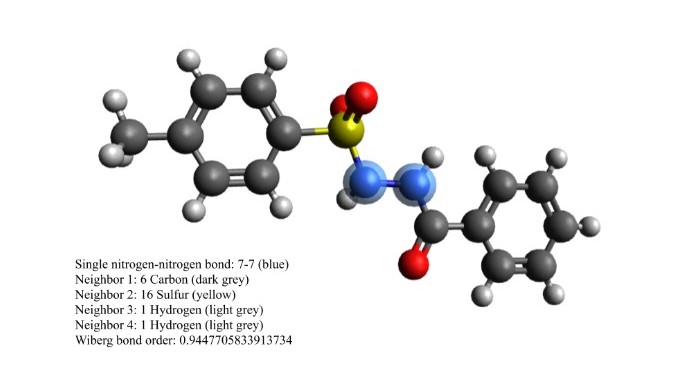 Single nitrogen-nitrogen bond: 7-7 (blue)
Neighbor 1: 6 Carbon (dark grey)
Neighbor 2: 16 Sulfur (yellow)
Neighbor 3: 1 Hydrogen (light grey)
Neighbor 4: 1 Hydrogen (light grey)
Wiberg bond order: 0.9447705833913734